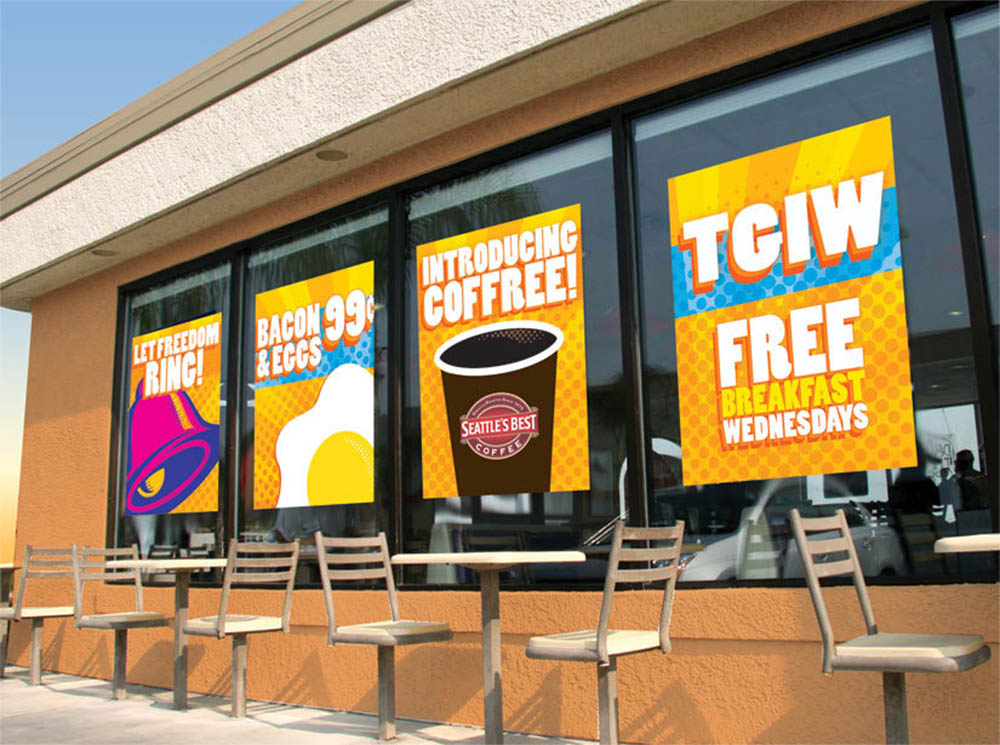 LET FREEDOM
RING!
BACON
& EGGS
99¢
INTRODUCING
COFFREE!
SEATTLE'S BEST
COFFEE
TGIW
FREE
BREAKFAST
WEDNESDAYS